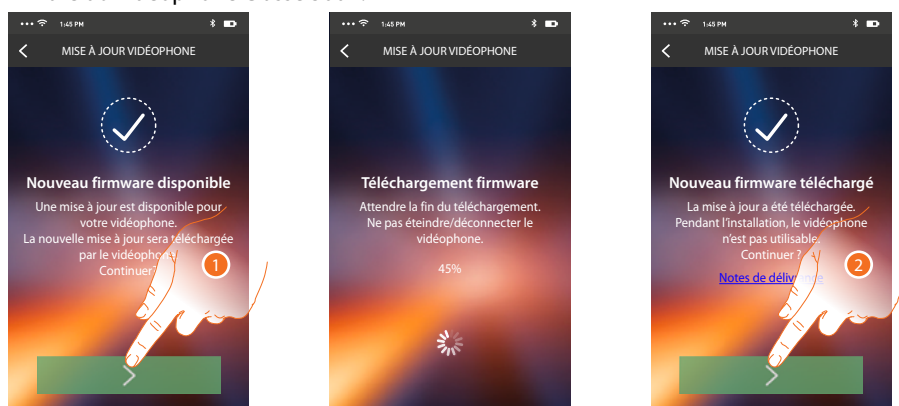 1:45 PM
MISE À JOUR VIDÉOPHONE
Nouveau firmware disponible
Une mise à jour est disponible pour
votre vidéophone.
La nouvelle mise à jour sera téléchargée
par le vidéophone.
Continuer
1
1:45 PM
MISE À JOUR VIDÉOPHONE
Téléchargement firmware
Attendre la fin du téléchargement.
Ne pas éteindre/déconnecter le
vidéophone.
45%
1:45 PM
MISE À JOUR VIDÉOPHONE
Nouveau firmware téléchargé
La mise à jour a été téléchargée.
Pendant l'installation, le vidéophone
n'est pas utilisable.
Continuer ?
2
Notes de délivrance